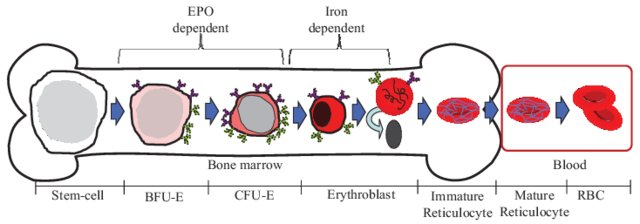 EPO
dependent
Iron
dependent
Bone marrow
Blood
Stem-cell
BFU-E
CFU-E
Erythroblast
Immature
Reticulocyte
Mature
Reticulocyte
RBC